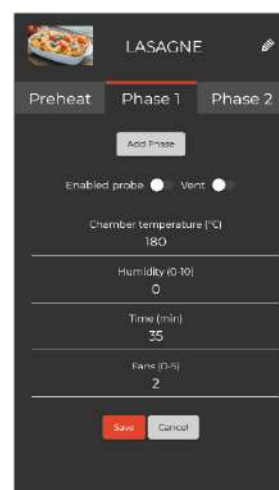 LASAGNE
Preheat Phase 1 Phase 2
Add Phase
Enabled probe Vent
Chamber temperature (°C)
180
Humidity (0-10)
0
Time (min)
35
Fans (0-5)
2
Save Cancel